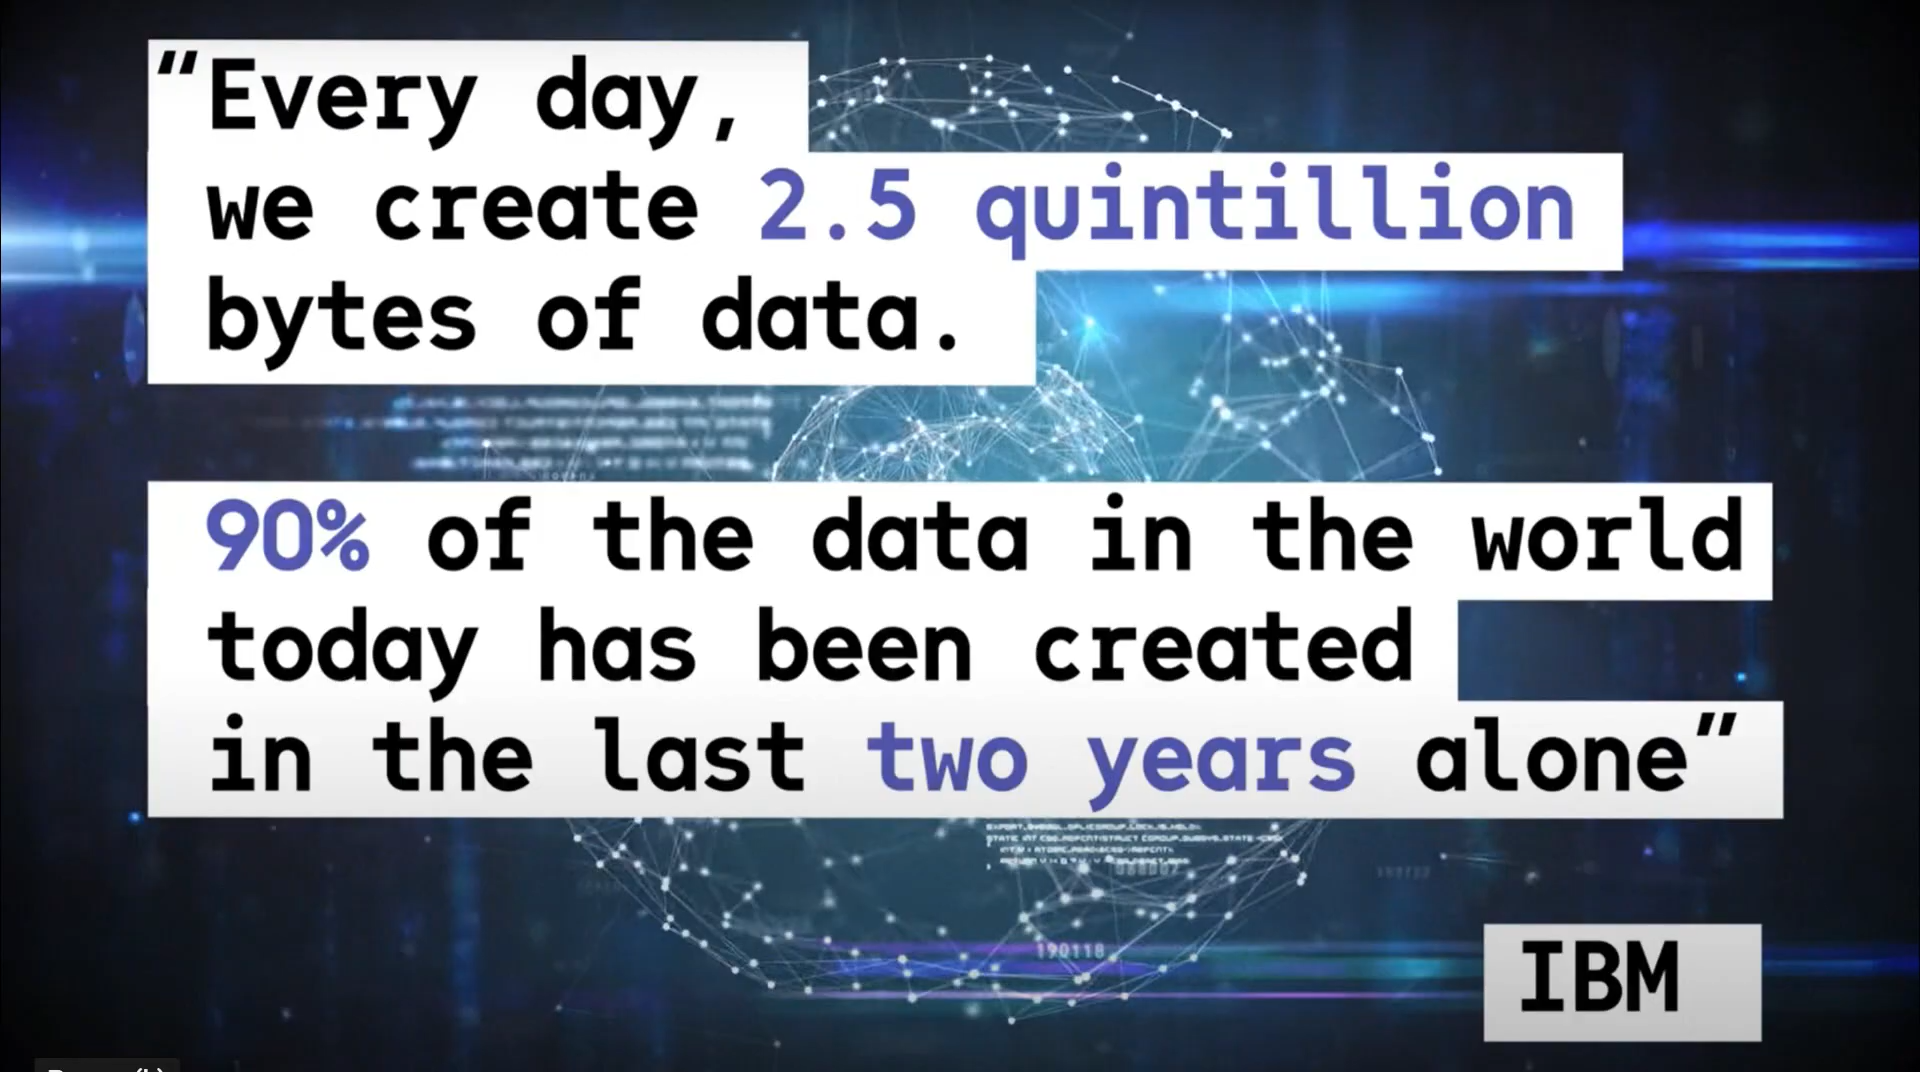 “Every day,
we create 2.5 quintillion
bytes of data.
90% of the data in the world
today has been created
in the last two years alone”
190118
IBM